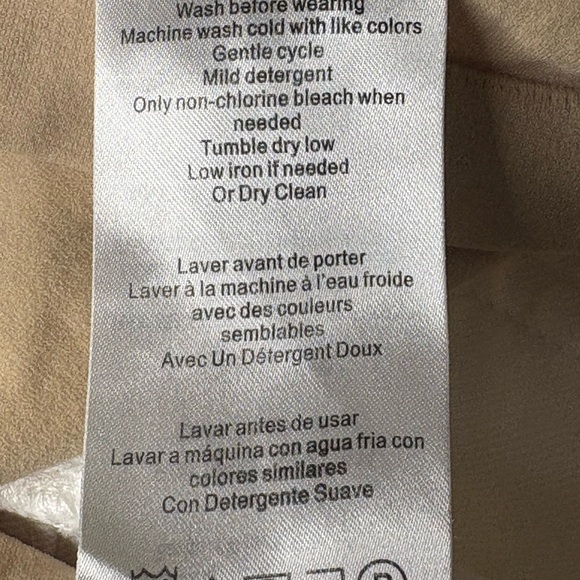 Wash before wearing
Machine wash cold with like colors
Gentle cycle
Mild detergent
Only non-chlorine bleach when
needed
Tumble dry low
Low iron if needed
Or Dry Clean
Laver avant de porter
Laver à la machine à l'eau froide
avec des couleurs
semblables
Avec Un Détergent Doux
Lavar antes de usar
Lavar a máquina con agua fria con
colores similares
Con Detergente Suave